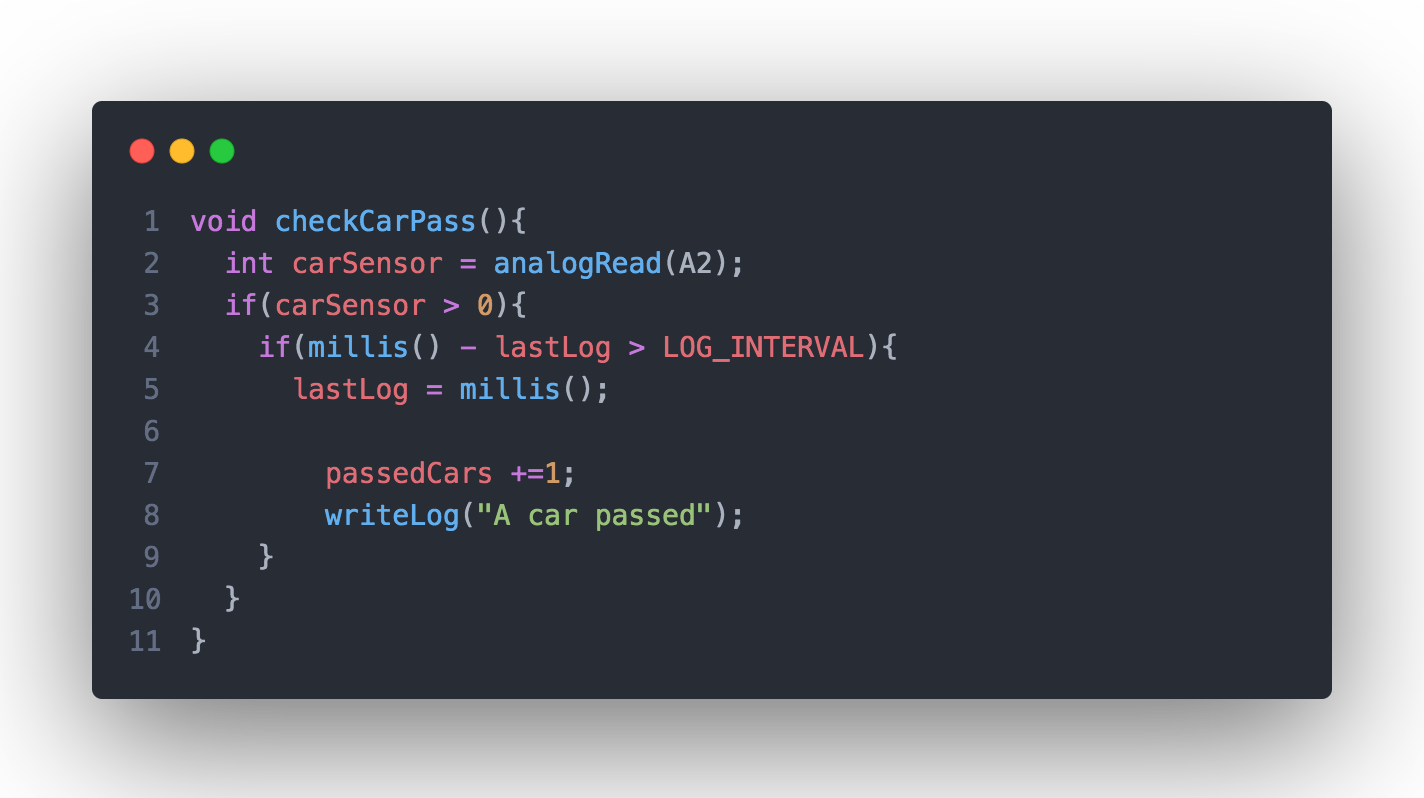 1 void checkCarPass(){
2   int carSensor = analogRead(A2);
3   if(carSensor > 0){
4     if(millis() - lastLog > LOG_INTERVAL){
5       lastLog = millis();
6
7         passedCars +=1;
8         writeLog("A car passed");
9     }
10   }
11 }